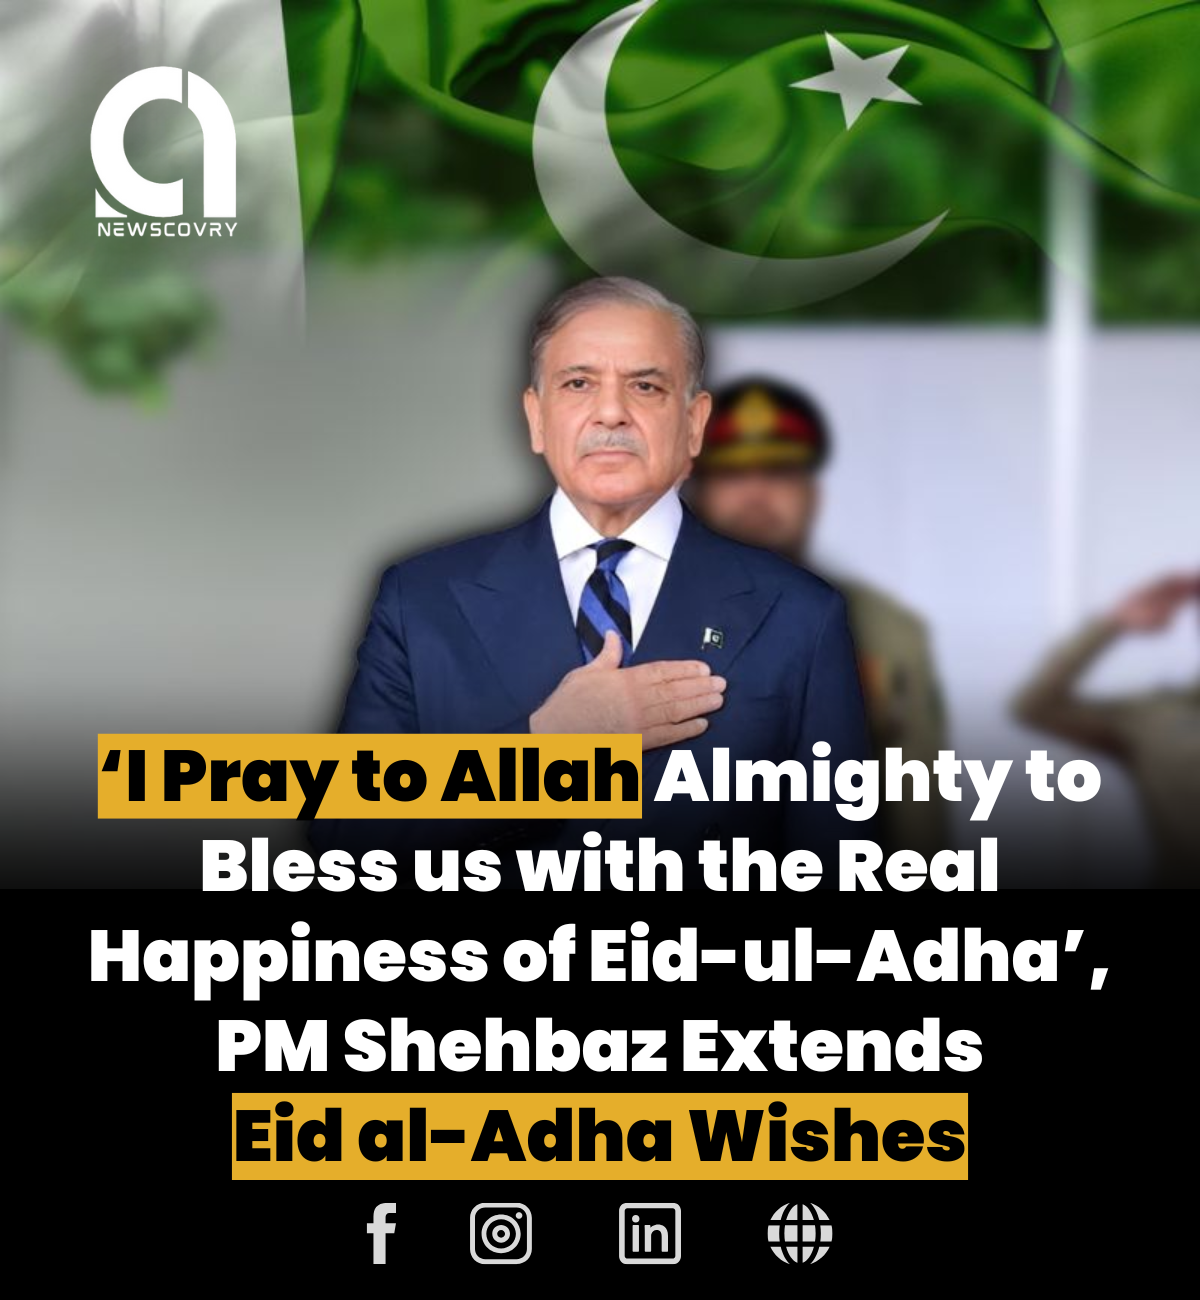 NEWSCOVRY
‘I Pray to Allah Almighty to
Bless us with the Real
Happiness of Eid-ul-Adha’,
PM Shehbaz Extends
Eid al-Adha Wishes